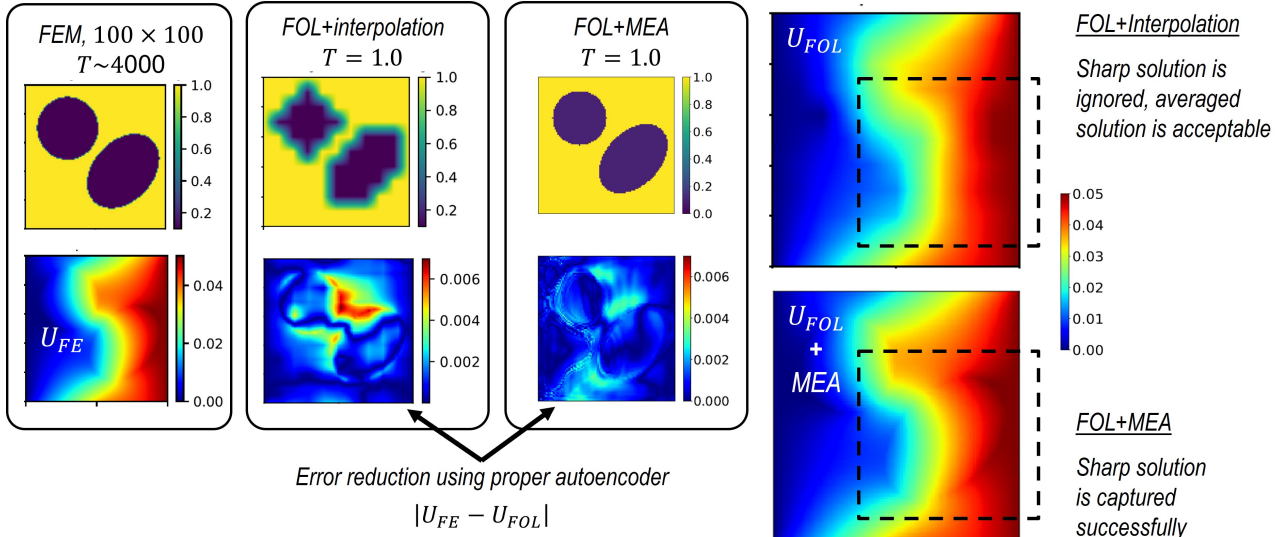 FEM, 100 × 100
T~4000
1.0
0.8
0.6
0.4
0.2
U_FE
0.04
0.02
0.00
FOL+interpolation
T = 1.0
1.0
0.8
0.6
0.4
0.2
0.006
0.004
0.002
FOL+MEA
T = 1.0
1.0
0.8
0.6
0.4
0.2
0.0
0.006
0.004
0.002
0.000
Error reduction using proper autoencoder
|U_FE − U_FOL|
U_FOL
U_FOL
+
MEA
FOL+Interpolation
Sharp solution is
ignored, averaged
solution is acceptable
0.05
0.04
0.03
0.02
0.01
0.00
FOL+MEA
Sharp solution
is captured
successfully